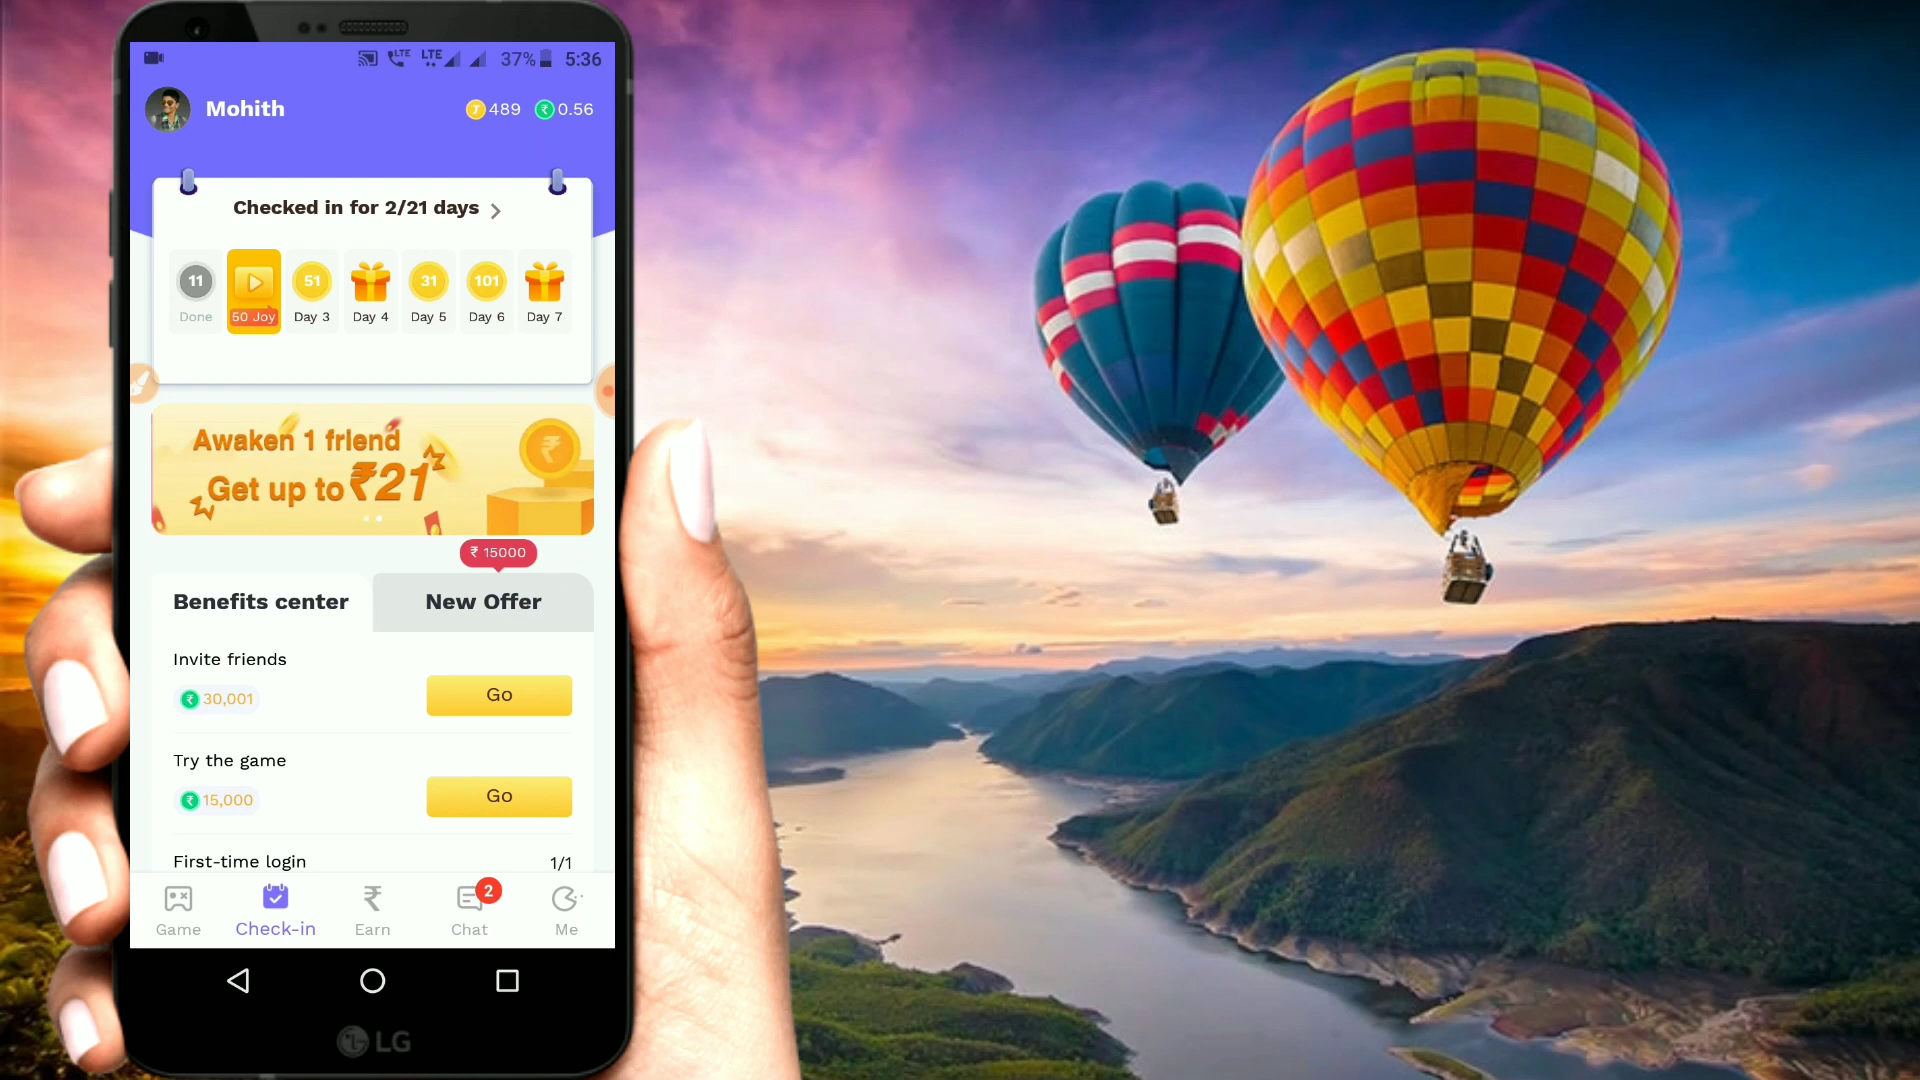 LTE LTE 37% 5:36
Mohith 489 ₹ 0.56
Checked in for 2/21 days
11 51 31 101
Done 50 Joy Day 3 Day 4 Day 5 Day 6 Day 7
Awaken 1 friend
Get up to ₹21
₹
₹ 15000
Benefits center New Offer
Invite friends
₹ 30,001 Go
Try the game
₹ 15,000 Go
First-time login 1/1
2
Game Check-in ₹ Earn Chat Me
LG LG